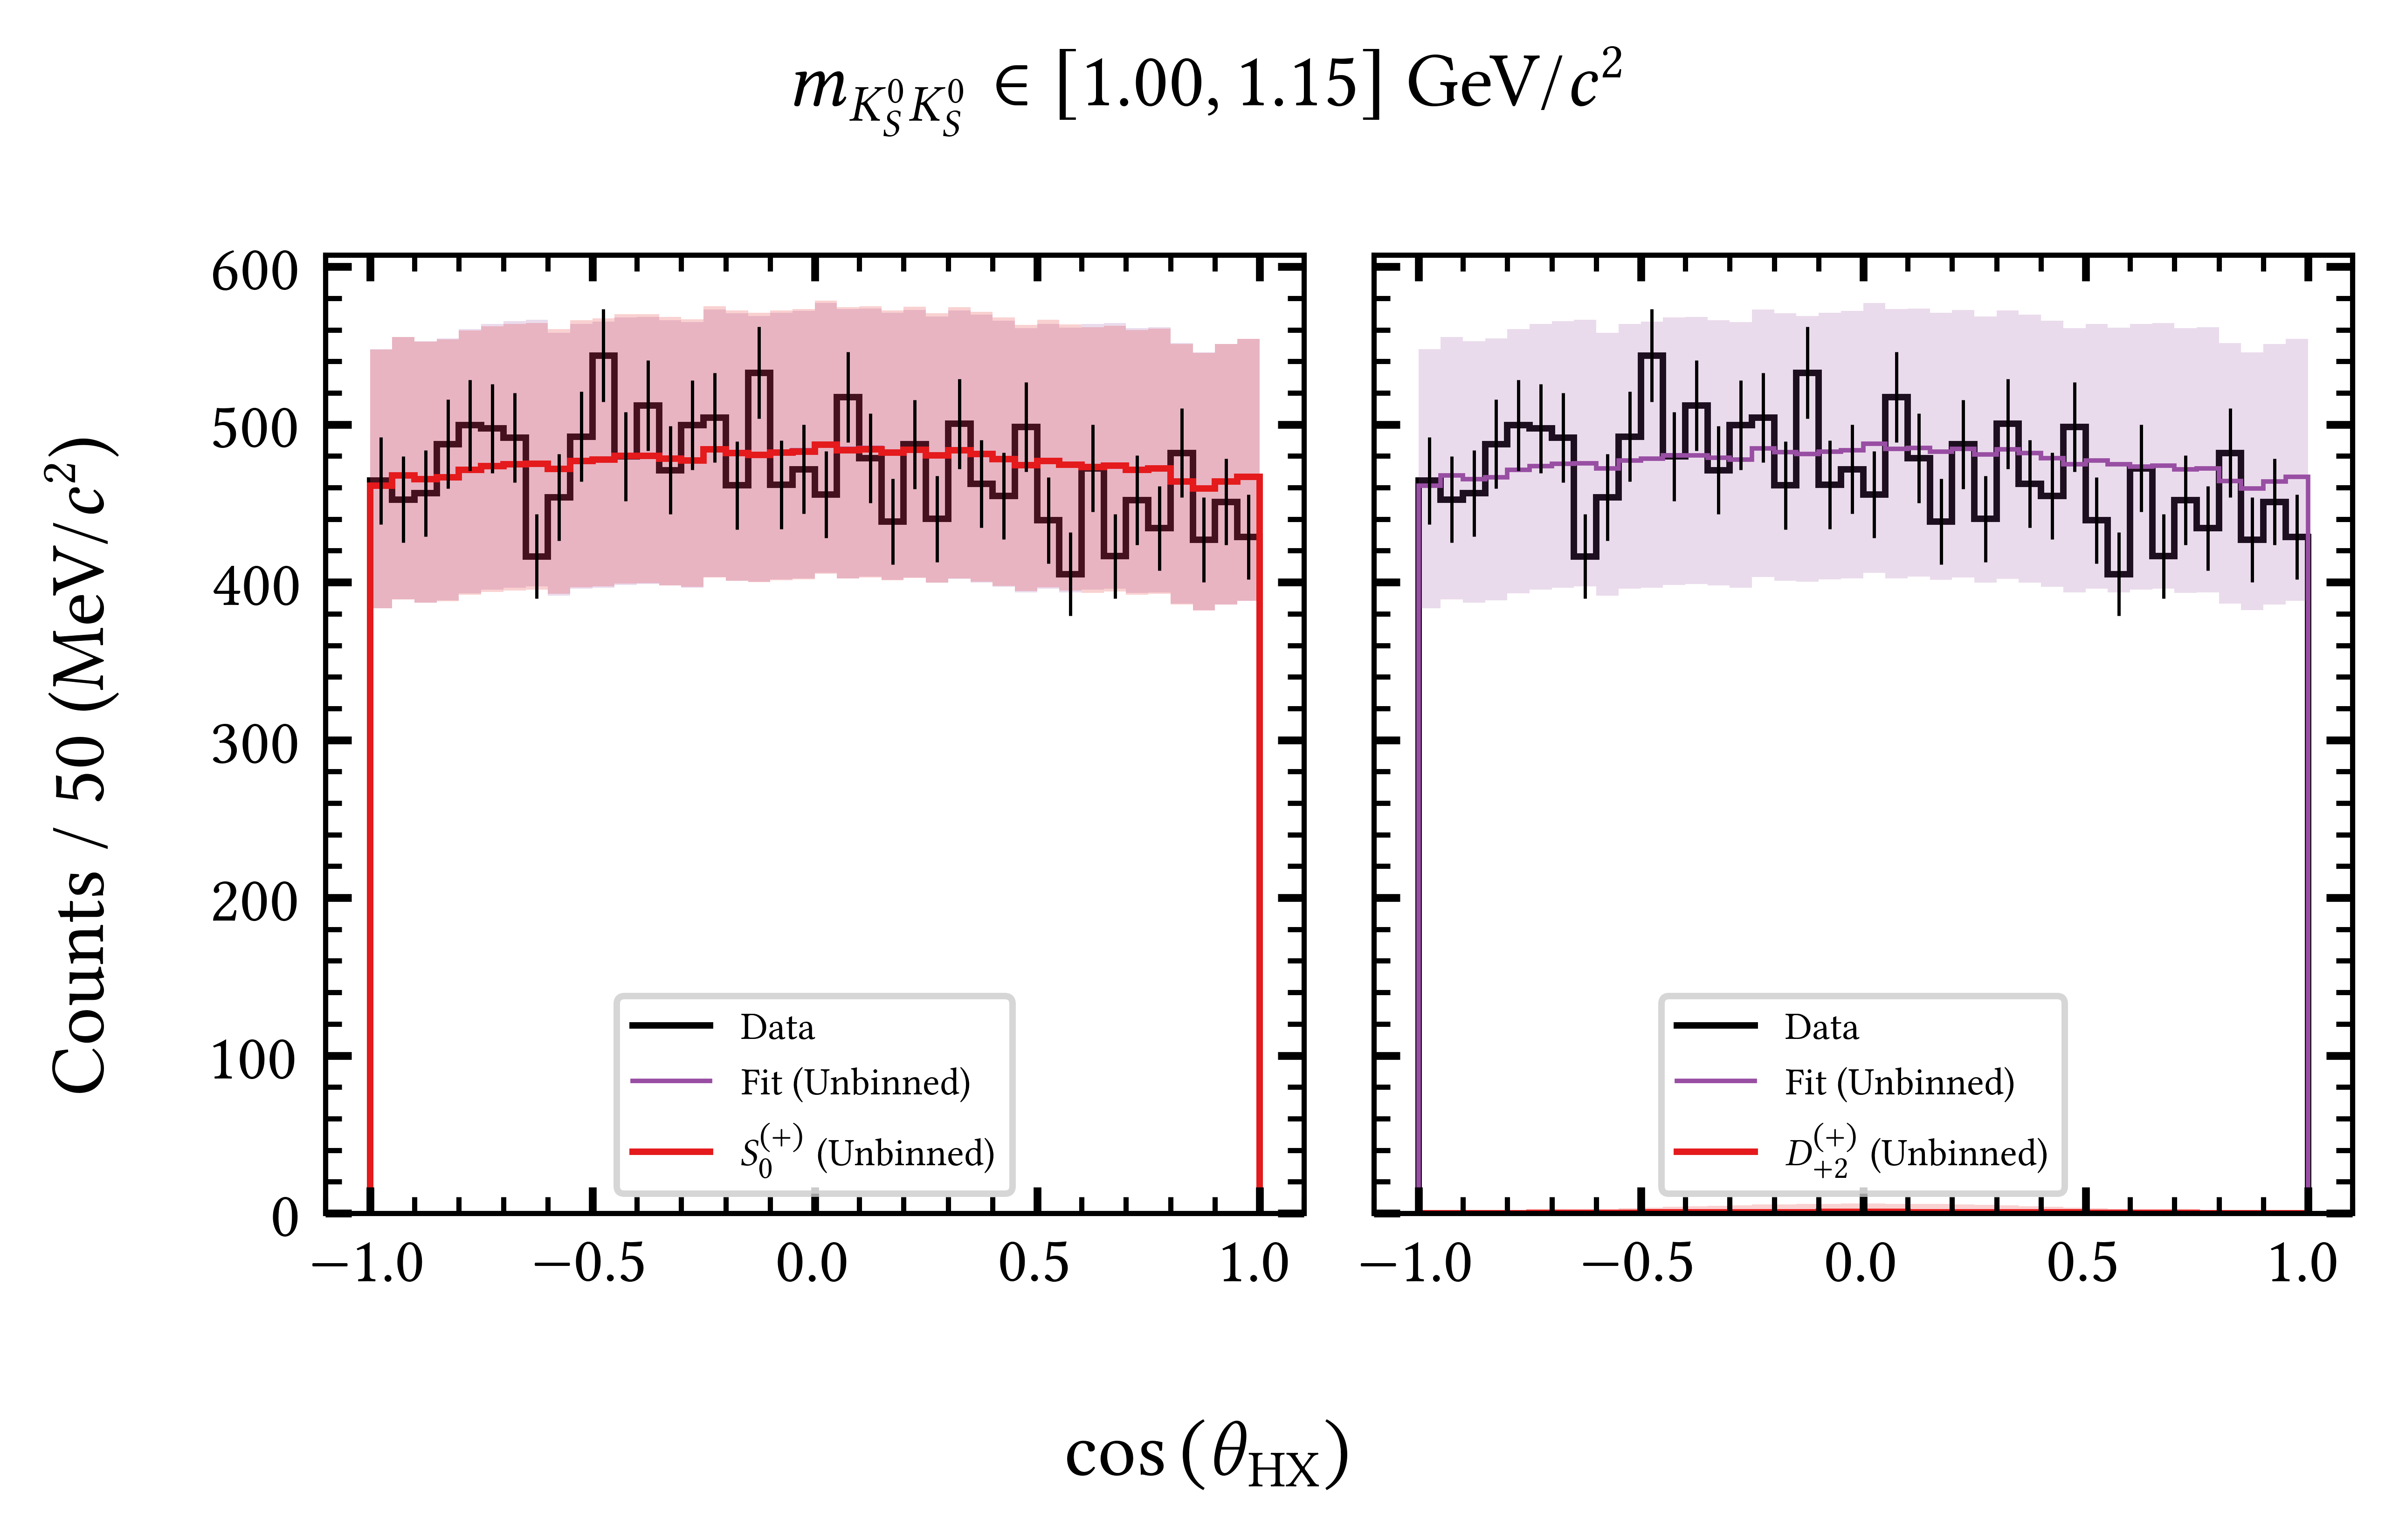 m_{K_S^0 K_S^0} ∈ [1.00, 1.15] GeV/c²
Counts / 50 (MeV/c²)
600
500
400
300
200
100
0
Data
Fit (Unbinned)
S_0^{(+)} (Unbinned)
−1.0 −0.5 0.0 0.5 1.0
Data
Fit (Unbinned)
D_{+2}^{(+)} (Unbinned)
−1.0 −0.5 0.0 0.5 1.0
cos (θ_{HX})